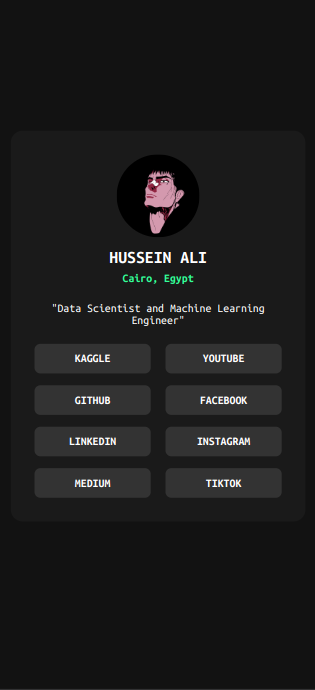 HUSSEIN ALI
Cairo, Egypt
"Data Scientist and Machine Learning
Engineer"
KAGGLE
YOUTUBE
GITHUB
FACEBOOK
LINKEDIN
INSTAGRAM
MEDIUM
TIKTOK